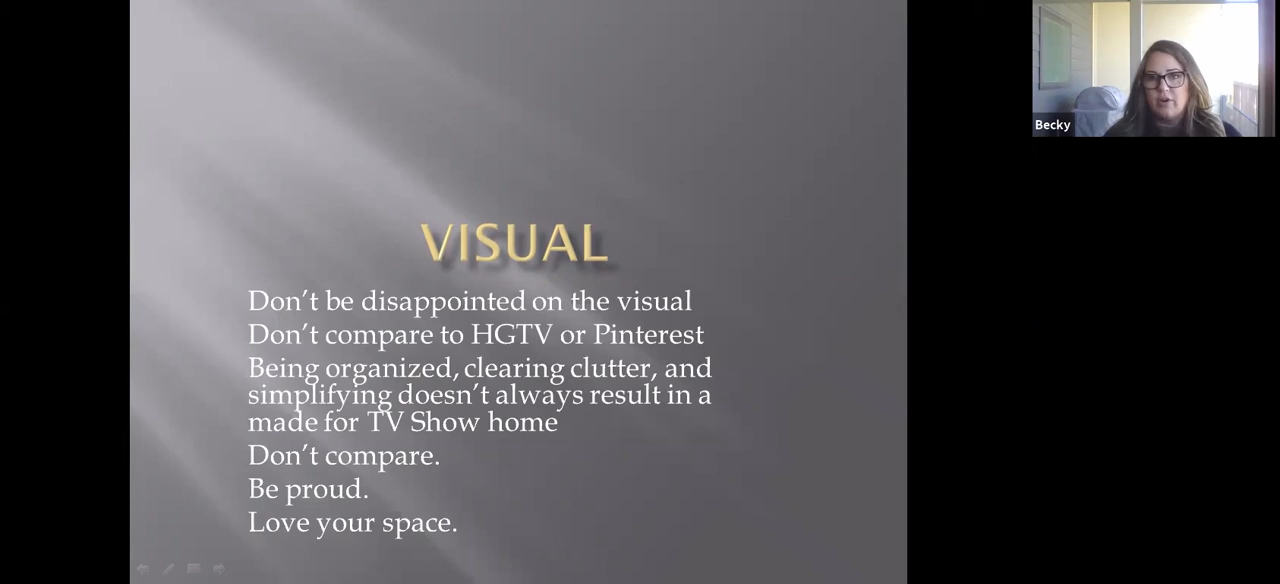 VISUAL
Don’t be disappointed on the visual
Don’t compare to HGTV or Pinterest
Being organized, clearing clutter, and
simplifying doesn’t always result in a
made for TV Show home
Don’t compare.
Be proud.
Love your space.
Becky